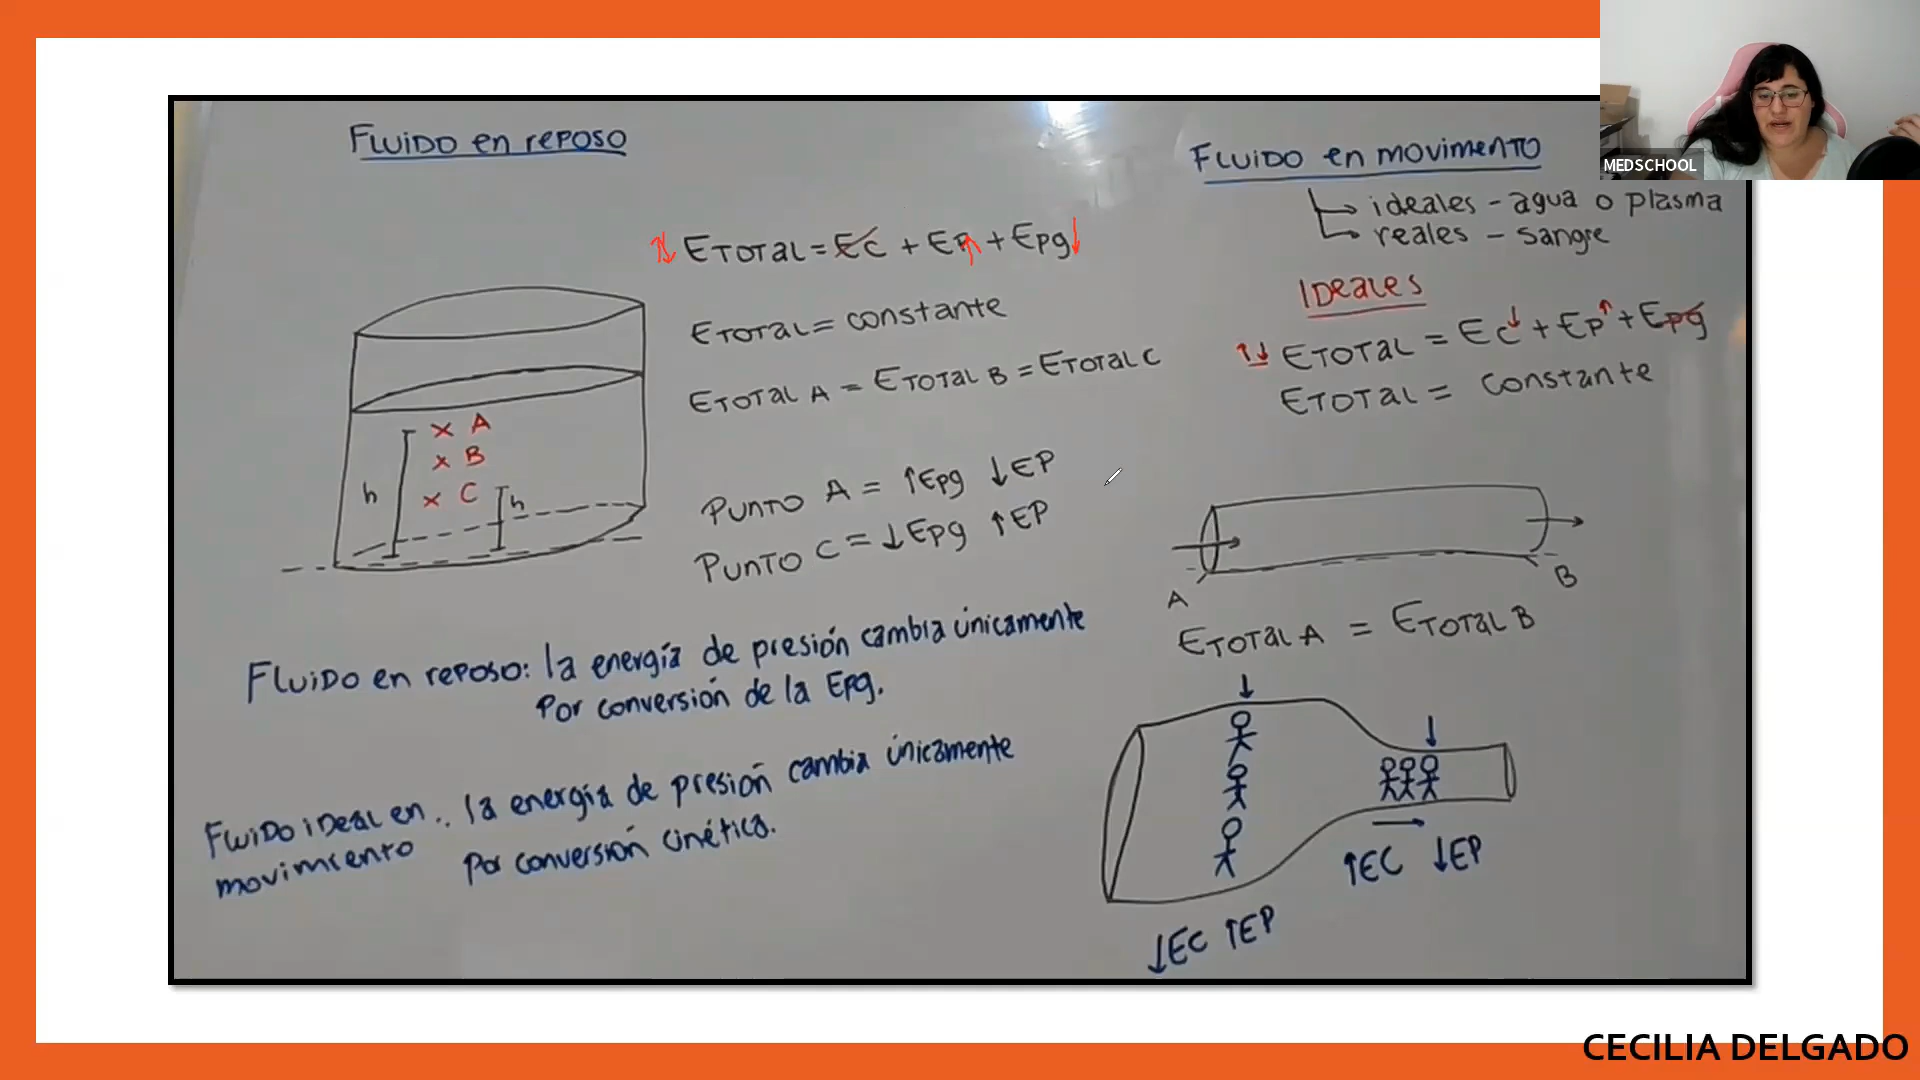 FLUIDO en reposo
ETOTAL = EC + EP↑ + Epg↓
ETOTAL = constante
ETOTAL A = ETOTAL B = ETOTAL C
A
B
C
h
h
PUNTO A = ↑Epg ↓EP
PUNTO C = ↓Epg ↑EP
FLUIDO en reposo: la energía de presión cambia únicamente
Por conversión de la Epg.
FLUIDO IDEAL en : la energía de presión cambia únicamente
movimiento por conversión cinética.
FLUIDO en movimento
ideales - agua o plasma
reales - sangre
IDEALES
↑↓ ETOTAL = EC↓ + EP↑ + Epg
ETOTAL = constante
A
B
ETOTAL A = ETOTAL B
↑EC ↓EP
↓EC ↑EP
MEDSCHOOL
CECILIA DELGADO